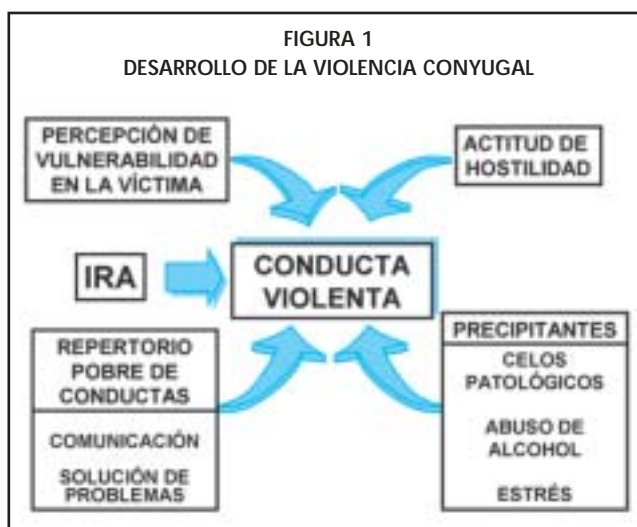 FIGURA 1
DESARROLLO DE LA VIOLENCIA CONYUGAL
PERCEPCIÓN DE
VULNERABILIDAD
EN LA VÍCTIMA
ACTITUD DE
HOSTILIDAD
IRA
CONDUCTA
VIOLENTA
REPERTORIO
POBRE DE
CONDUCTAS
COMUNICACIÓN
SOLUCIÓN DE
PROBLEMAS
PRECIPITANTES
CELOS
PATOLÓGICOS
ABUSO DE
ALCOHOL
ESTRÉS